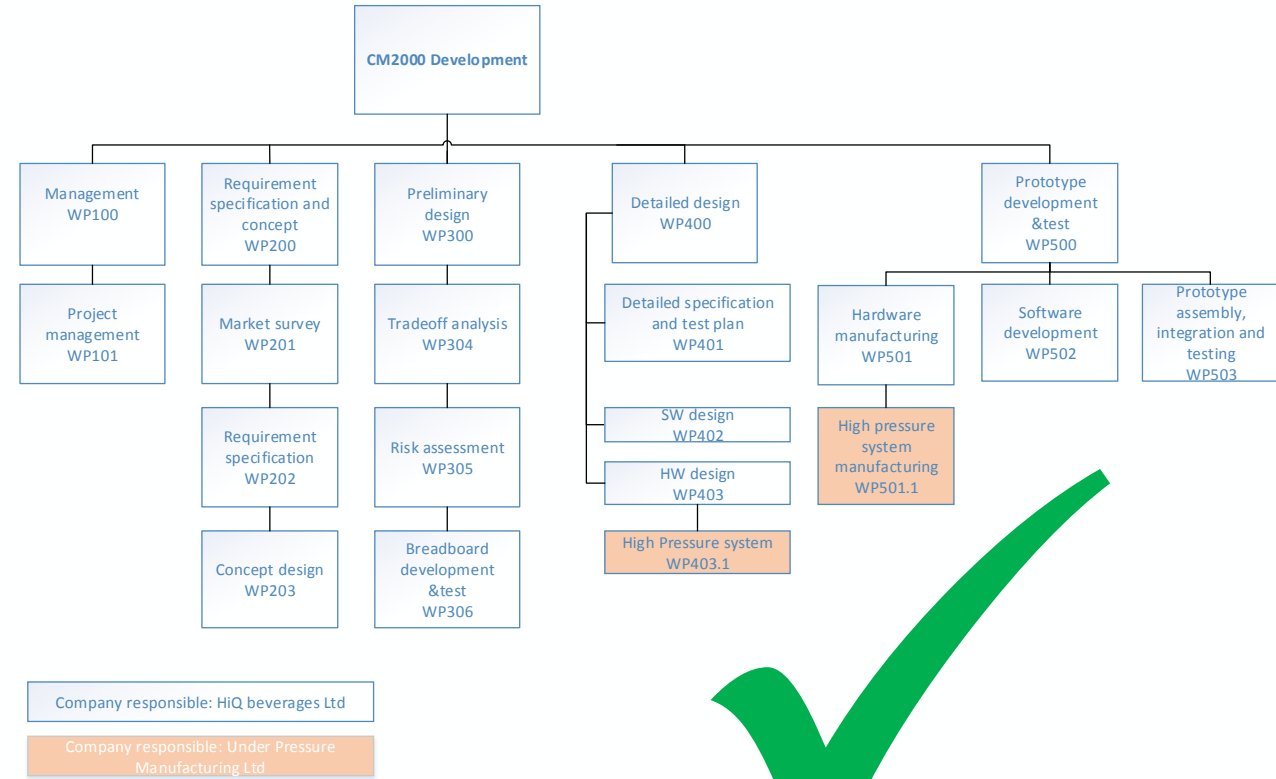 CM2000 Development
Management
WP100
Requirement
specification and
concept
WP200
Preliminary
design
WP300
Detailed design
WP400
Prototype
development
&test
WP500
Project
management
WP101
Market survey
WP201
Tradeoff analysis
WP304
Detailed specification
and test plan
WP401
Hardware
manufacturing
WP501
Software
development
WP502
Prototype
assembly,
integration and
testing
WP503
Requirement
specification
WP202
Risk assessment
WP305
SW design
WP402
HW design
WP403
High pressure
system
manufacturing
WP501.1
Concept design
WP203
Breadboard
development
&test
WP306
High Pressure system
WP403.1
Company responsible: HiQ beverages Ltd
Company responsible: Under Pressure
Manufacturing Ltd